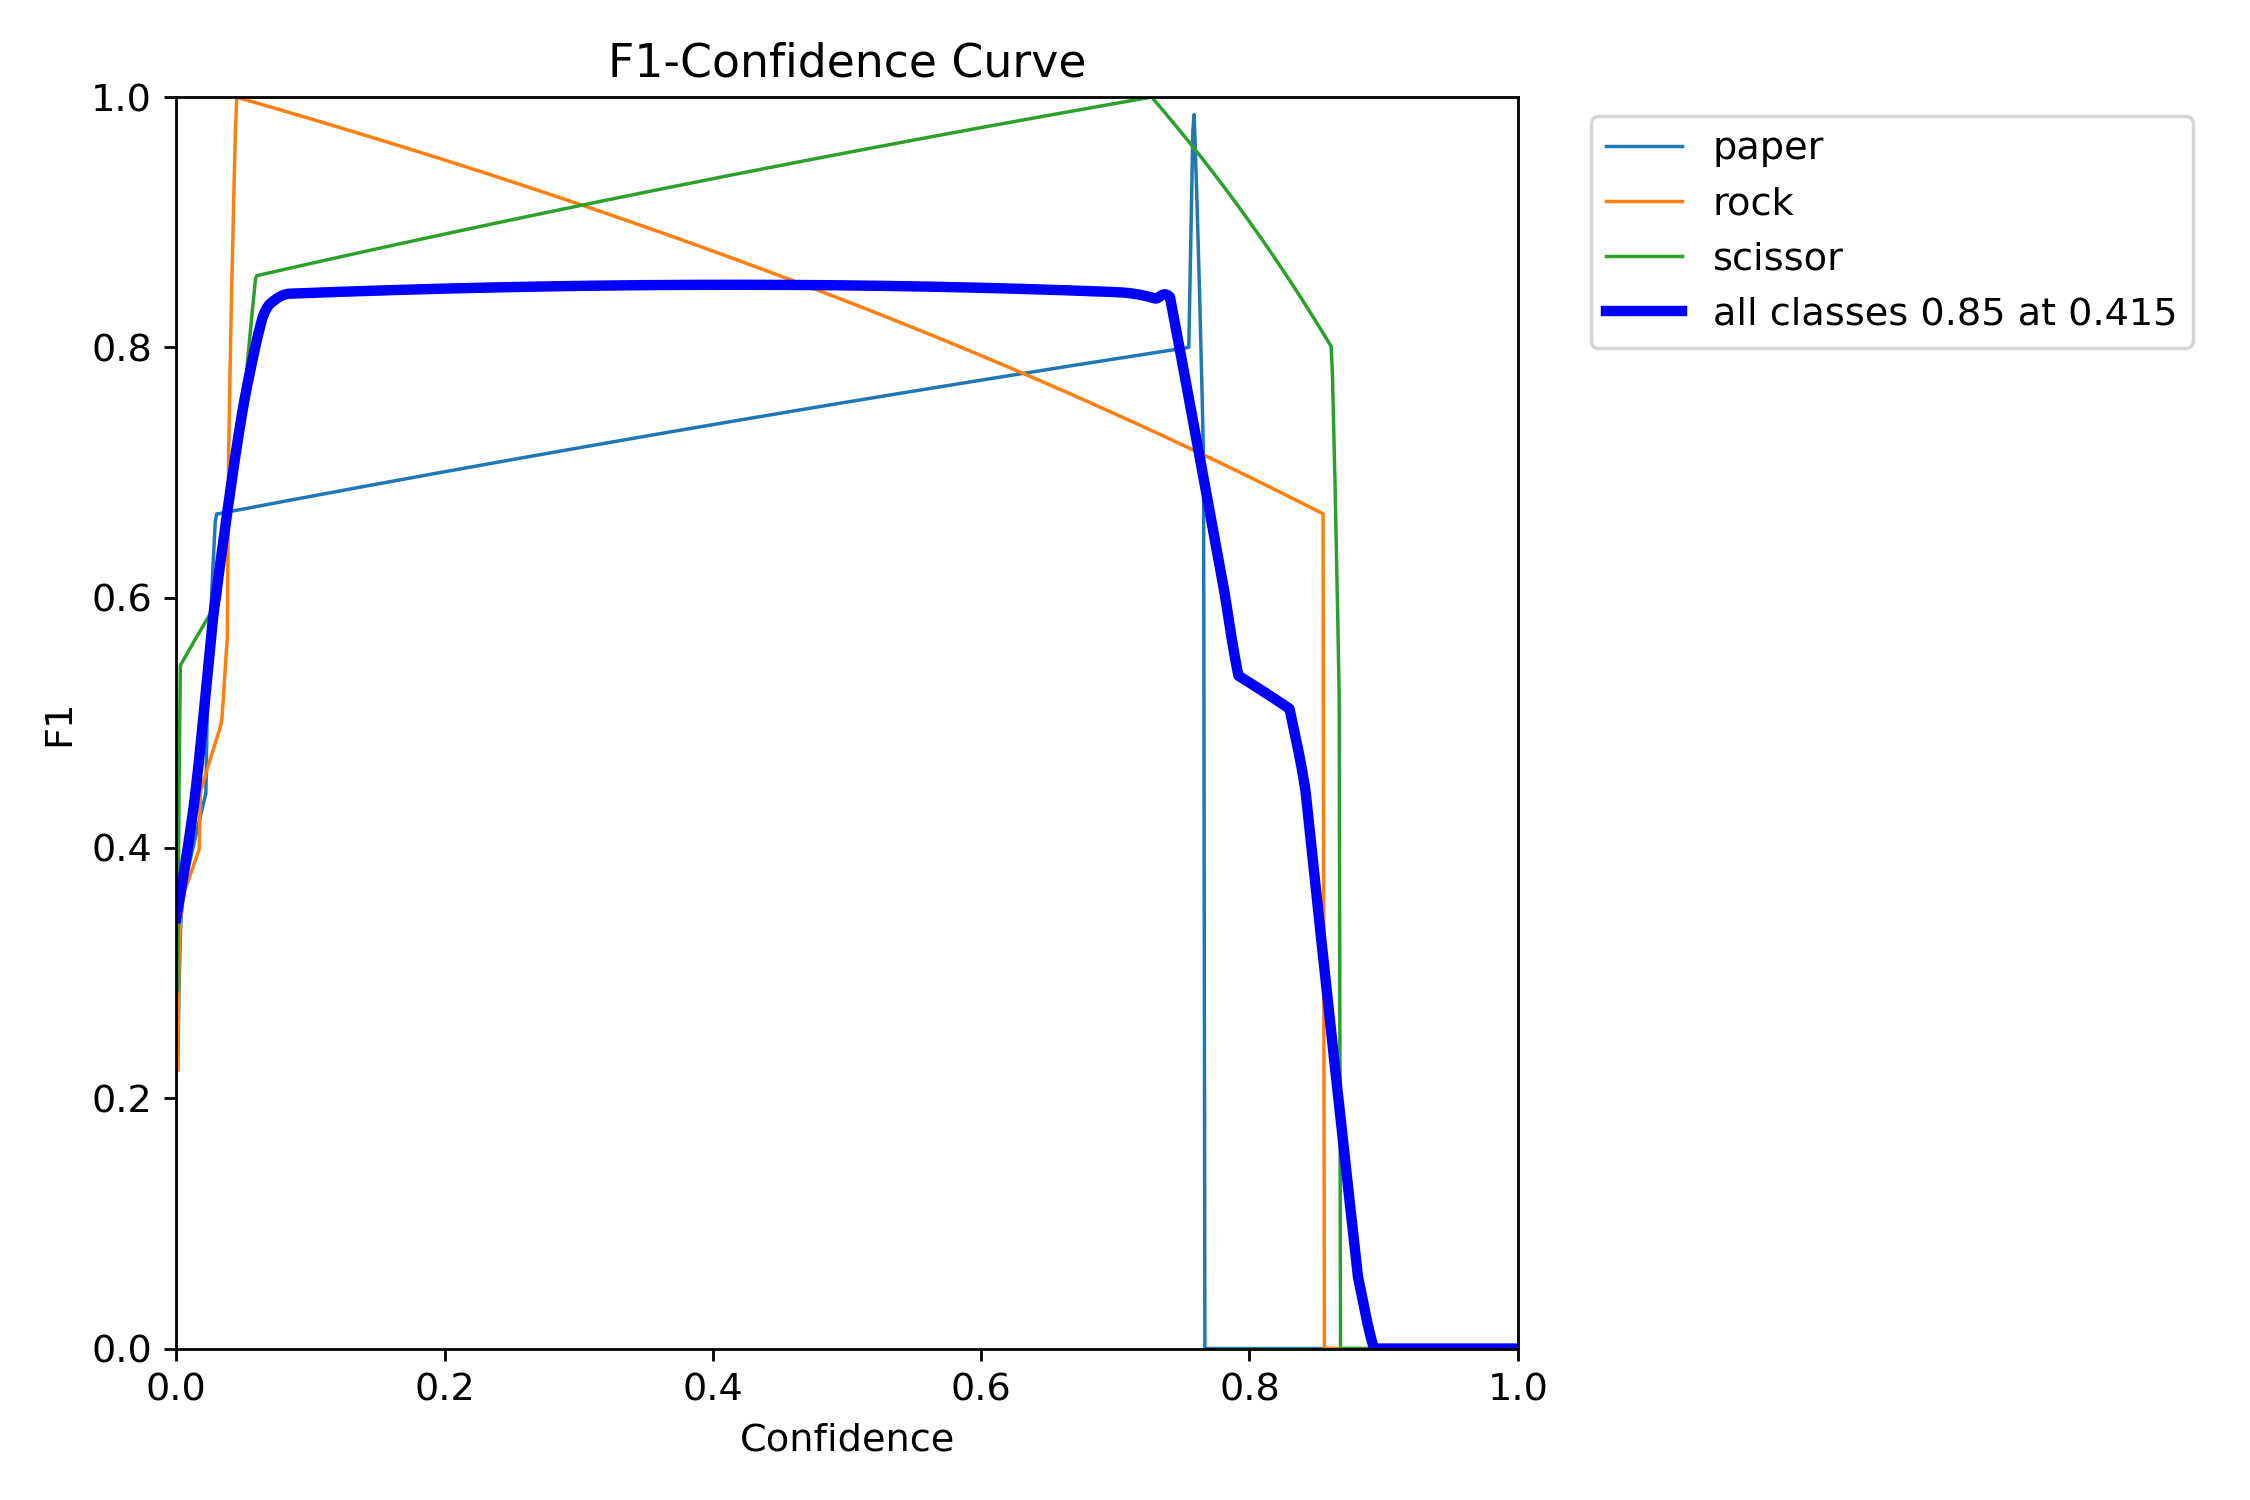 F1-Confidence Curve
1.0
0.8
0.6
0.4
0.2
0.0
F1
0.0 0.2 0.4 0.6 0.8 1.0
Confidence
paper
rock
scissor
all classes 0.85 at 0.415